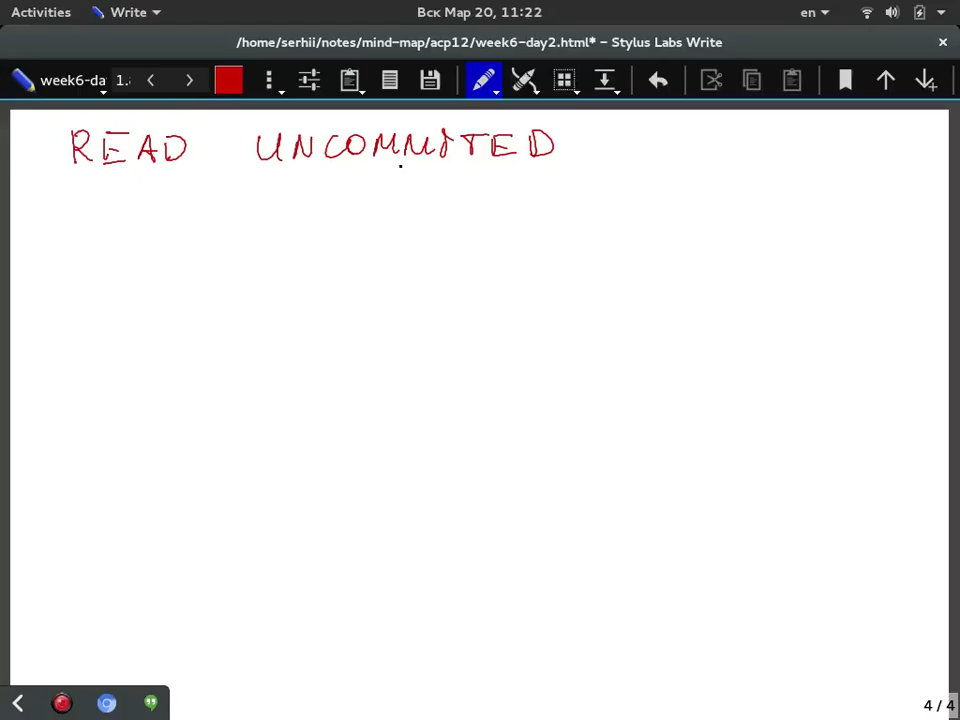 Activities Write Вск Мар 20, 11:22 en
/home/serhii/notes/mind-map/acp12/week6-day2.html* – Stylus Labs Write
week6-da 1.
READ UNCOMMITED
4 / 4